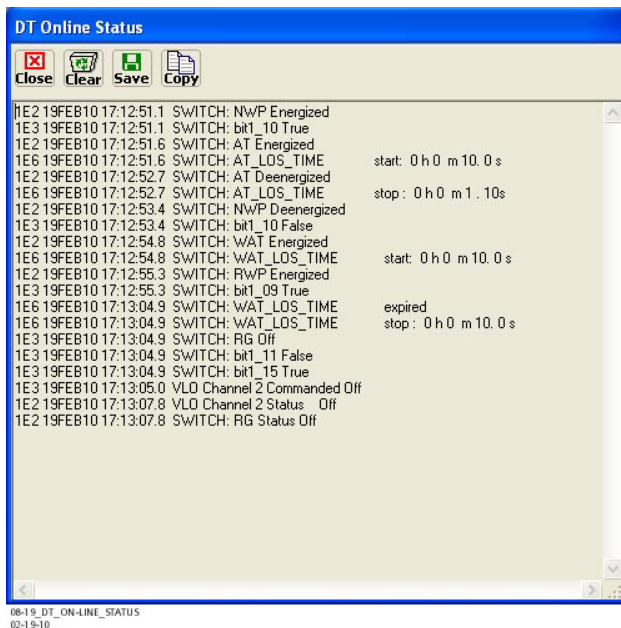 DT Online Status
Close Clear Save Copy
1E2 19FEB10 17:12:51.1 SWITCH: NWP Energized
1E3 19FEB10 17:12:51.1 SWITCH: bit1_10 True
1E2 19FEB10 17:12:51.6 SWITCH: AT Energized
1E6 19FEB10 17:12:51.6 SWITCH: AT_LOS_TIME start: 0 h 0 m 10. 0 s
1E2 19FEB10 17:12:52.7 SWITCH: AT Deenergized
1E6 19FEB10 17:12:52.7 SWITCH: AT_LOS_TIME stop : 0 h 0 m 1 . 10s
1E2 19FEB10 17:12:53.4 SWITCH: NWP Deenergized
1E3 19FEB10 17:12:53.4 SWITCH: bit1_10 False
1E2 19FEB10 17:12:54.8 SWITCH: WAT Energized
1E6 19FEB10 17:12:54.8 SWITCH: WAT_LOS_TIME start: 0 h 0 m 10. 0 s
1E2 19FEB10 17:12:55.3 SWITCH: RWP Energized
1E3 19FEB10 17:12:55.3 SWITCH: bit1_09 True
1E6 19FEB10 17:13:04.9 SWITCH: WAT_LOS_TIME expired
1E6 19FEB10 17:13:04.9 SWITCH: WAT_LOS_TIME stop : 0 h 0 m 10. 0 s
1E3 19FEB10 17:13:04.9 SWITCH: RG Off
1E3 19FEB10 17:13:04.9 SWITCH: bit1_11 False
1E3 19FEB10 17:13:04.9 SWITCH: bit1_15 True
1E3 19FEB10 17:13:05.0 VLO Channel 2 Commanded Off
1E2 19FEB10 17:13:07.8 VLO Channel 2 Status Off
1E2 19FEB10 17:13:07.8 SWITCH: RG Status Off
08-19_DT_ON-LINE_STATUS
02-19-10